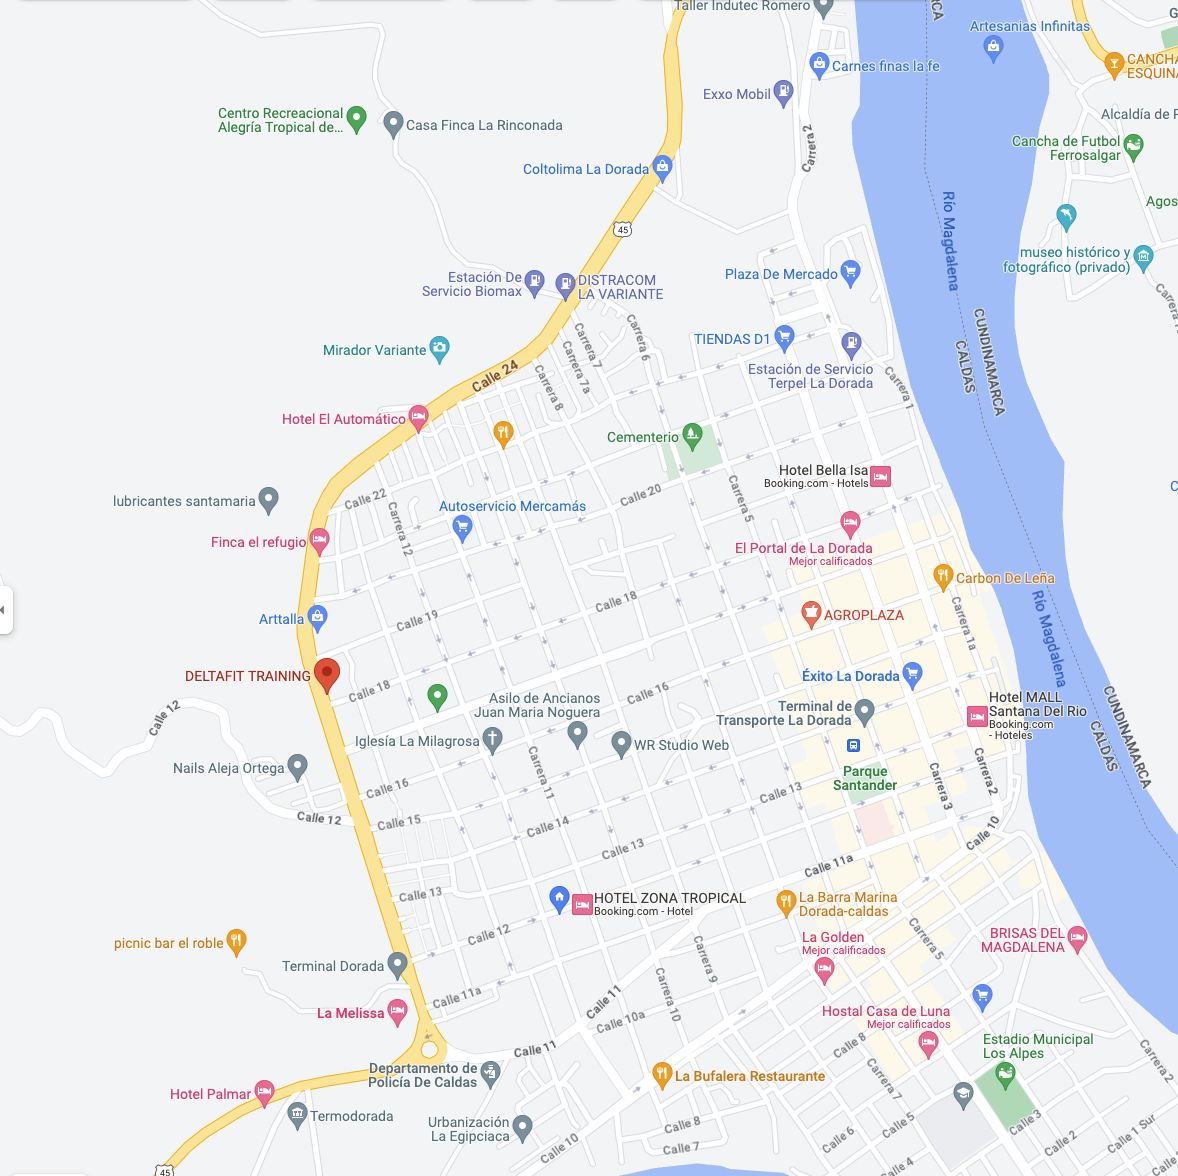 Taller Indutec Romero
CARCA
Artesanias Infinitas
G
Carnes finas la fe
CANCHA
ESQUINA
Exxo Mobil
Centro Recreacional
Alegría Tropical de...
Casa Finca La Rinconada
Alcaldía de P
Carrera 2
Cancha de Futbol
Ferrosalgar
Coltolima La Dorada
Agos
45
Río Magdalena
museo histórico y
fotográfico (privado)
Plaza De Mercado
Estación De
Servicio Biomax
DISTRACOM
LA VARIANTE
Carrera 6
Carrera 7
CUNDINAMARCA
CALDAS
TIENDAS D1
Mirador Variante
Carrera 7a
Estación de Servicio
Terpel La Dorada
Calle 24
Carrera 8
Carrera 1
Hotel El Automático
Cementerio
Hotel Bella Isa
Booking.com - Hotels
lubricantes santamaria
Calle 22
Calle 20
Carrera 5
C
Autoservicio Mercamás
Carrera 12
Finca el refugio
El Portal de La Dorada
Mejor calificados
Carbon De Leña
Calle 18
Río Magdalena
Arttalla
Calle 19
AGROPLAZA
Carrera 1a
DELTAFIT TRAINING
Calle 18
Calle 16
Éxito La Dorada
Asilo de Ancianos
Juan Maria Noguera
Terminal de
Transporte La Dorada
Hotel MALL
Santana Del Rio
Booking.com
- Hoteles
Calle 12
CUNDINAMARCA
CALDAS
Iglesía La Milagrosa
WR Studio Web
Nails Aleja Ortega
Carrera 11
Parque
Santander
Carrera 3
Carrera 2
Calle 16
Calle 13
Calle 12
Calle 15
Calle 14
Calle 10
Calle 13
Calle 11a
Calle 13
HOTEL ZONA TROPICAL
Booking.com - Hotel
La Barra Marina
Dorada-caldas
Calle 12
picnic bar el roble
La Golden
Mejor calificados
Carrera 5
BRISAS DEL
MAGDALENA
Carrera 9
Terminal Dorada
Carrera 10
Calle 11a
Calle 11
La Melissa
Calle 10a
Hostal Casa de Luna
Mejor calificados
Calle 11
Calle 8
Estadio Municipal
Los Alpes
Carrera 2
Departamento de
Policía De Caldas
La Bufalera Restaurante
Carrera 7
Hotel Palmar
Termodorada
Urbanización
La Egipciaca
Calle 8
Calle 5
Calle 3
Calle 1 Sur
Calle 10
Calle 7
Calle 6
Calle 2
Calle 4
45